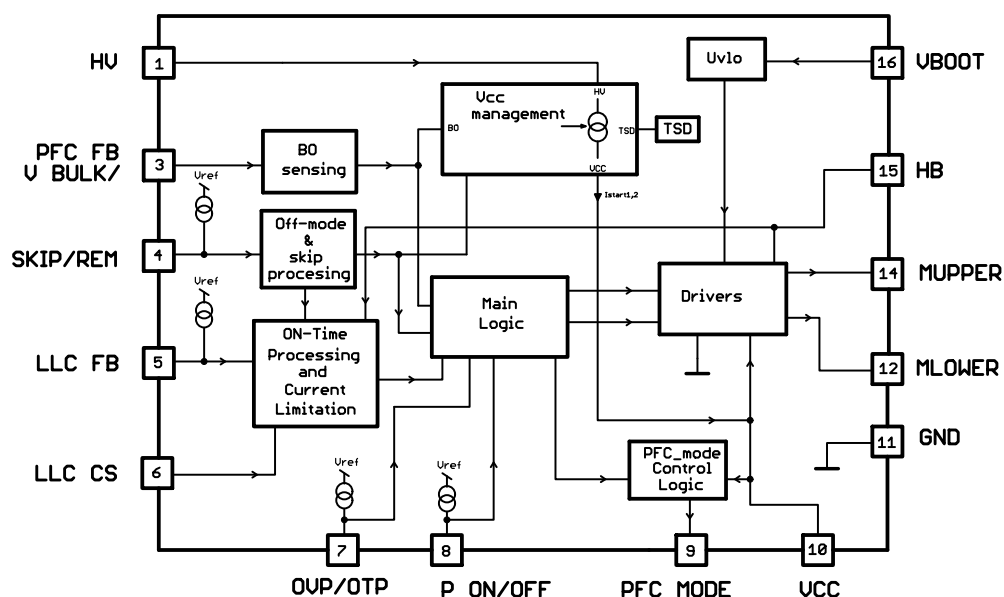 HV
1
Uvlo
16
VBOOT
Vcc
management
HV
BO
TSD
TSD
VCC
PFC FB
V BULK/
3
BO
sensing
15
HB
Vref
Istart1,2
SKIP/REM
4
Off-mode
&
skip
procesing
14
MUPPER
Vref
Main
Logic
Drivers
LLC FB
5
ON-Time
Processing
and
Current
Limitation
12
MLOWER
11
GND
LLC CS
6
Vref
Vref
PFC_mode
Control
Logic
7
8
9
10
OVP/OTP
P ON/OFF
PFC MODE
VCC